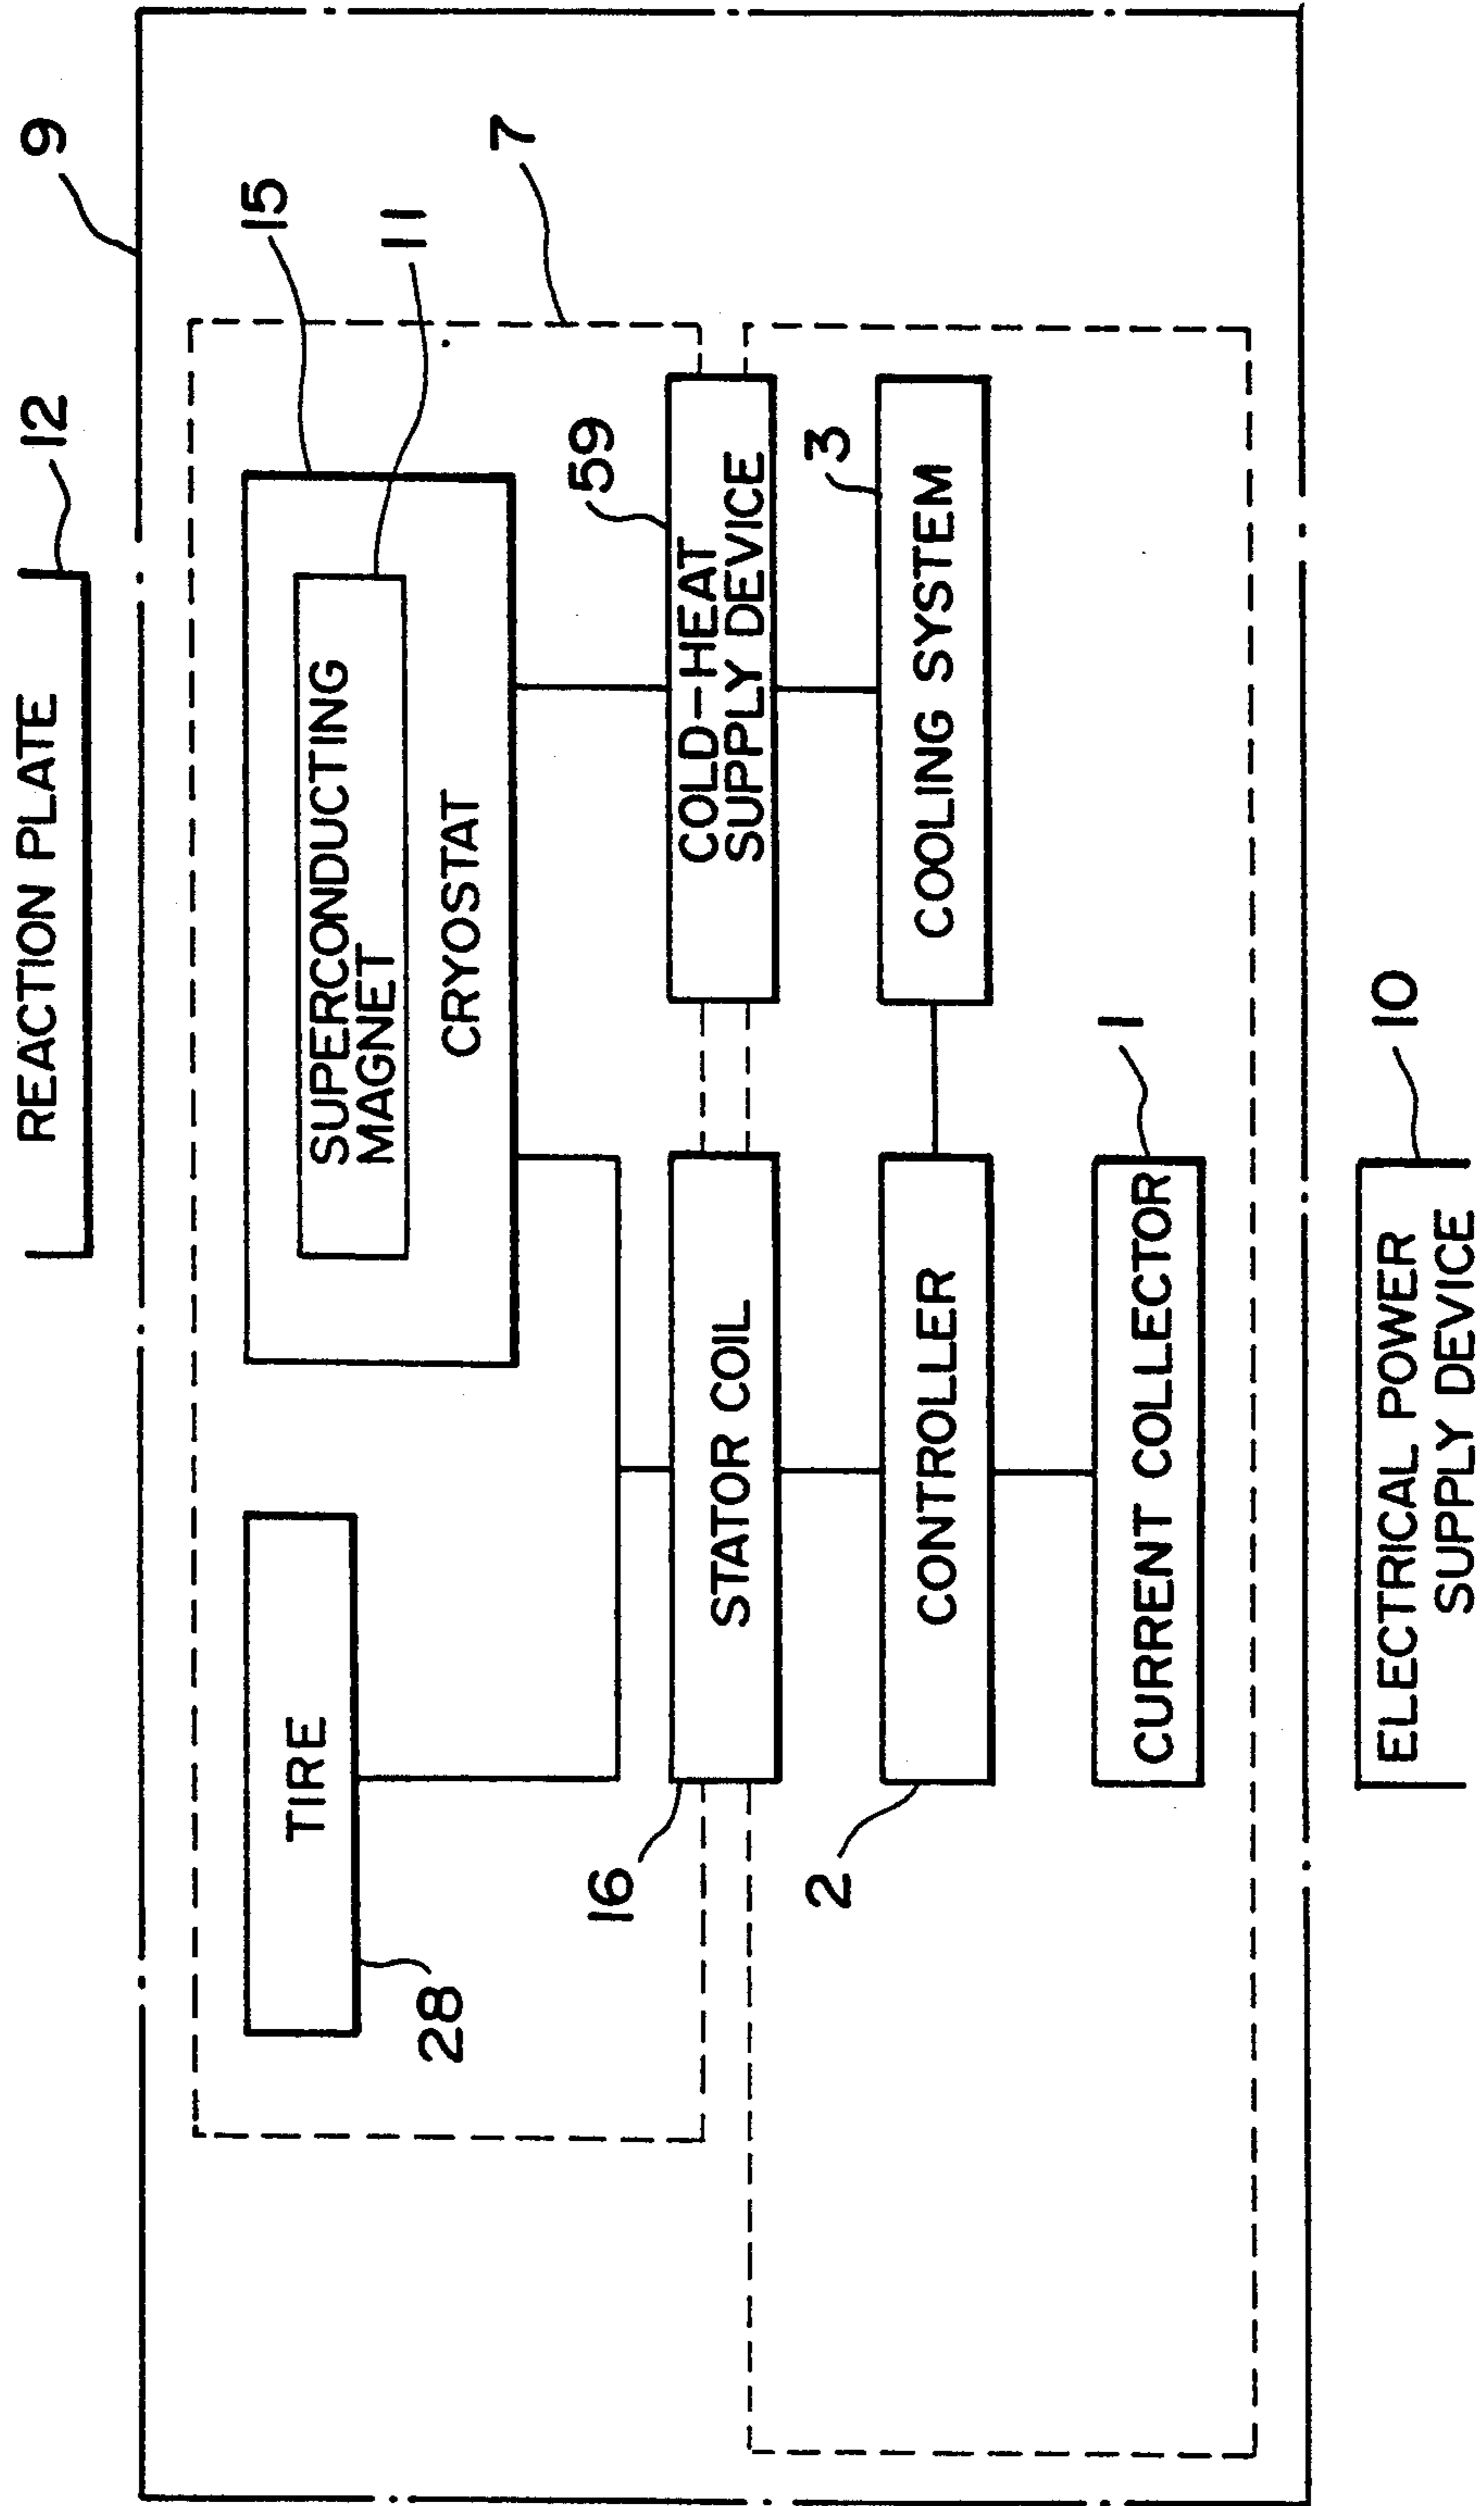 REACTION PLATE
12
9
TIRE
28
SUPERCONDUCTING
MAGNET
CRYOSTAT
15
11
7
16
STATOR COIL
COLD-HEAT
SUPPLY DEVICE
59
2
CONTROLLER
COOLING SYSTEM
3
CURRENT COLLECTOR
1
ELECTRICAL POWER
SUPPLY DEVICE
10